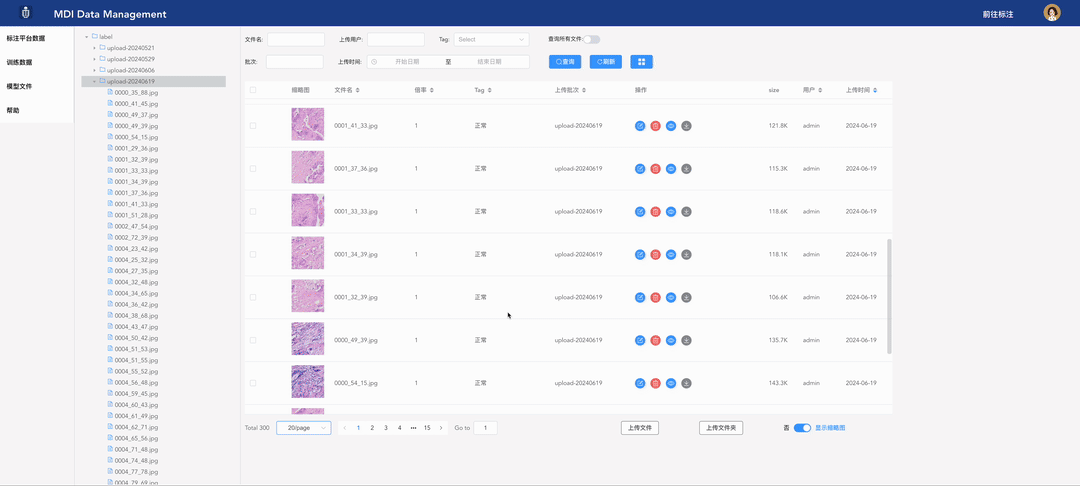 MDI Data Management
前往标注
标注平台数据
训练数据
模型文件
帮助
label
upload-20240521
upload-20240529
upload-20240606
upload-20240619
0000_35_88.jpg
0000_41_45.jpg
0000_49_37.jpg
0000_49_39.jpg
0000_54_15.jpg
0001_29_36.jpg
0001_32_39.jpg
0001_33_33.jpg
0001_34_39.jpg
0001_37_36.jpg
0001_41_33.jpg
0001_51_28.jpg
0002_47_54.jpg
0002_72_39.jpg
0004_23_42.jpg
0004_25_32.jpg
0004_27_35.jpg
0004_32_48.jpg
0004_34_65.jpg
0004_36_42.jpg
0004_38_68.jpg
0004_43_47.jpg
0004_50_42.jpg
0004_51_53.jpg
0004_51_55.jpg
0004_55_52.jpg
0004_56_48.jpg
0004_59_45.jpg
0004_60_43.jpg
0004_61_49.jpg
0004_62_71.jpg
0004_65_56.jpg
0004_71_48.jpg
0004_74_48.jpg
0004_77_78.jpg
0004_79_69.jpg
文件名: 上传用户: Tag: Select 查询所有文件:
批次: 上传时间: 开始日期 至 结束日期 查询 刷新
缩略图 文件名 倍率 Tag 上传批次 操作 size 用户 上传时间
0001_41_33.jpg 1 正常 upload-20240619 121.8K admin 2024-06-19
0001_37_36.jpg 1 正常 upload-20240619 115.3K admin 2024-06-19
0001_33_33.jpg 1 正常 upload-20240619 118.6K admin 2024-06-19
0001_34_39.jpg 1 正常 upload-20240619 118.1K admin 2024-06-19
0001_32_39.jpg 1 正常 upload-20240619 106.6K admin 2024-06-19
0000_49_39.jpg 1 正常 upload-20240619 135.7K admin 2024-06-19
0000_54_15.jpg 1 正常 upload-20240619 143.3K admin 2024-06-19
Total 300 20/page 1 2 3 4 ••• 15 Go to 1 上传文件 上传文件夹 否 显示缩略图